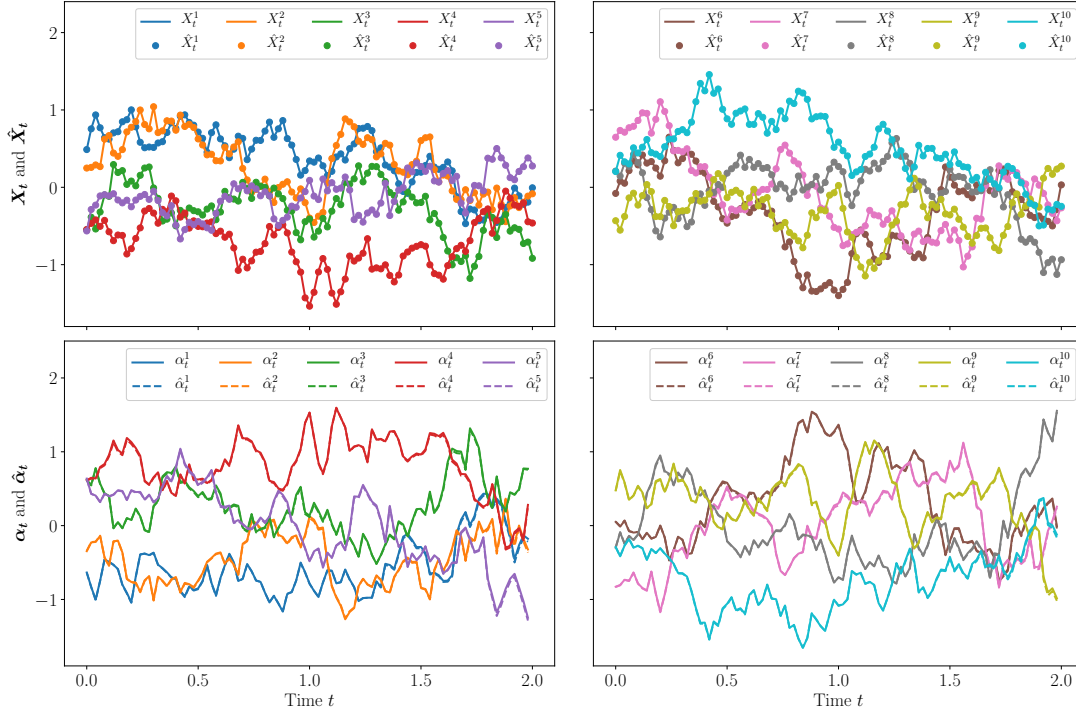 X_t^1 X_t^2 X_t^3 X_t^4 X_t^5
X̂_t^1 X̂_t^2 X̂_t^3 X̂_t^4 X̂_t^5
X_t^6 X_t^7 X_t^8 X_t^9 X_t^10
X̂_t^6 X̂_t^7 X̂_t^8 X̂_t^9 X̂_t^10
X_t and X̂_t
2
1
0
−1
α_t^1 α_t^2 α_t^3 α_t^4 α_t^5
α̂_t^1 α̂_t^2 α̂_t^3 α̂_t^4 α̂_t^5
α_t^6 α_t^7 α_t^8 α_t^9 α_t^10
α̂_t^6 α̂_t^7 α̂_t^8 α̂_t^9 α̂_t^10
α_t and α̂_t
2
1
0
−1
0.0 0.5 1.0 1.5 2.0
Time t
0.0 0.5 1.0 1.5 2.0
Time t